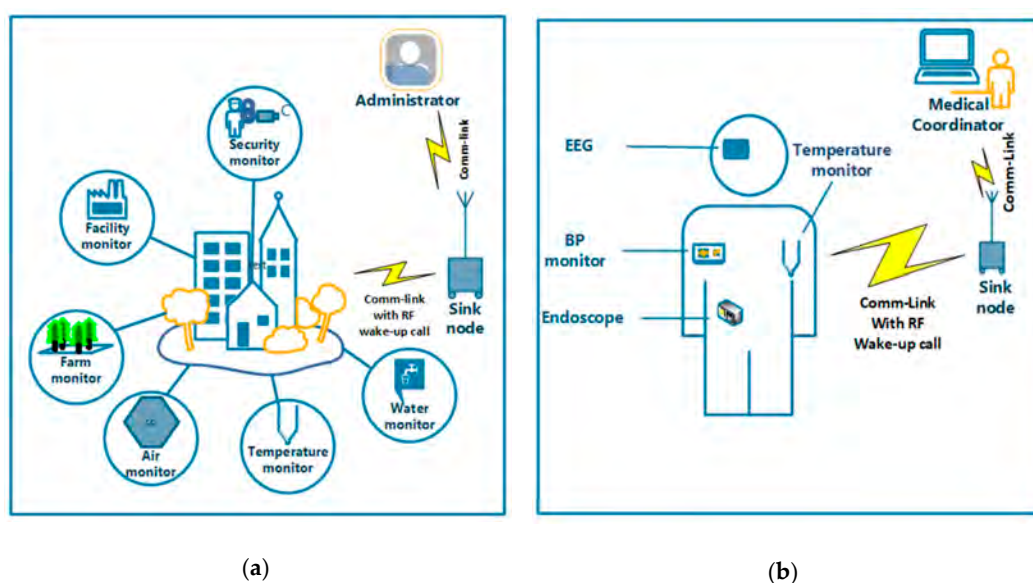 Administrator
Comm-link
Security
monitor
Facility
monitor
Farm
monitor
Air
monitor
Temperature
monitor
Water
monitor
Comm-link
with RF
wake-up call
Sink
node
(a)
Medical
Coordinator
Comm-Link
EEG
Temperature
monitor
BP
monitor
Endoscope
Comm-Link
With RF
Wake-up call
Sink
node
(b)